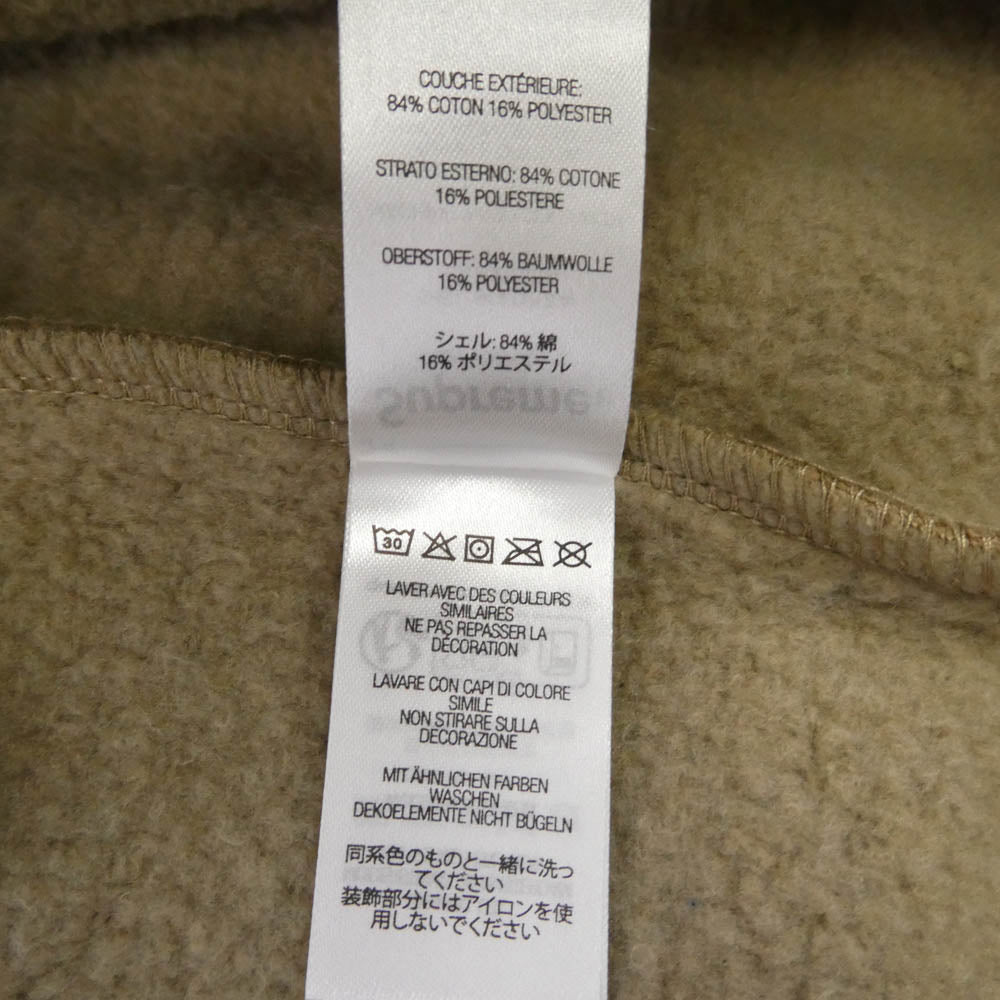 COUCHE EXTÉRIEURE:
84% COTON 16% POLYESTER
STRATO ESTERNO: 84% COTONE
16% POLIESTERE
OBERSTOFF: 84% BAUMWOLLE
16% POLYESTER
シェル: 84% 綿
16% ポリエステル
Supreme
30
LAVER AVEC DES COULEURS
SIMILAIRES
NE PAS REPASSER LA
DÉCORATION
LAVARE CON CAPI DI COLORE
SIMILE
NON STIRARE SULLA
DECORAZIONE
MIT ÄHNLICHEN FARBEN
WASCHEN
DEKOELEMENTE NICHT BÜGELN
同系色のものと一緒に洗っ
てください
装飾部分にはアイロンを使
用しないでください